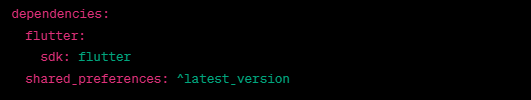 dependencies:
  flutter:
    sdk: flutter
  shared_preferences: ^latest_version